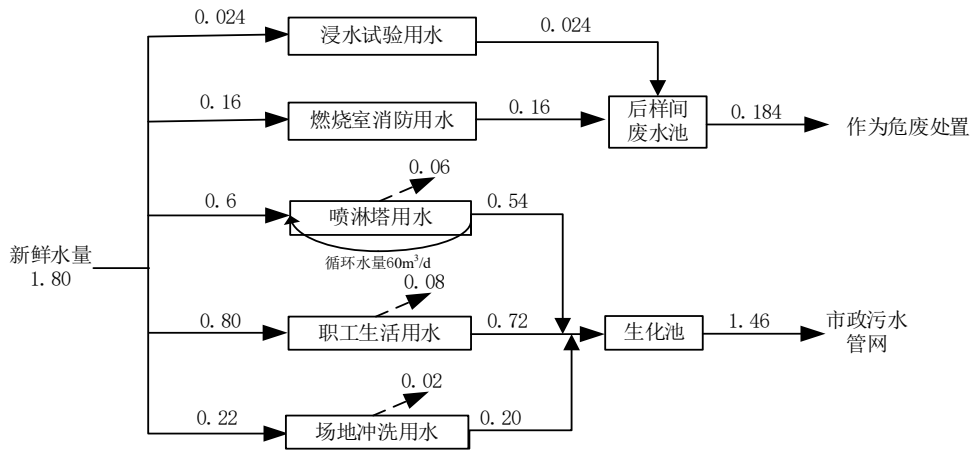 0.024
浸水试验用水
0.024
0.16
燃烧室消防用水
0.16
后样间
废水池
0.184
作为危废处置
0.06
0.6
喷淋塔用水
0.54
循环水量60m³/d
新鲜水量
1.80
0.08
0.80
职工生活用水
0.72
生化池
1.46
市政污水
管网
0.02
0.22
场地冲洗用水
0.20